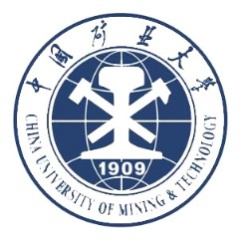 中国矿业大学
1909
CHINA UNIVERSITY OF MINING & TECHNOLOGY